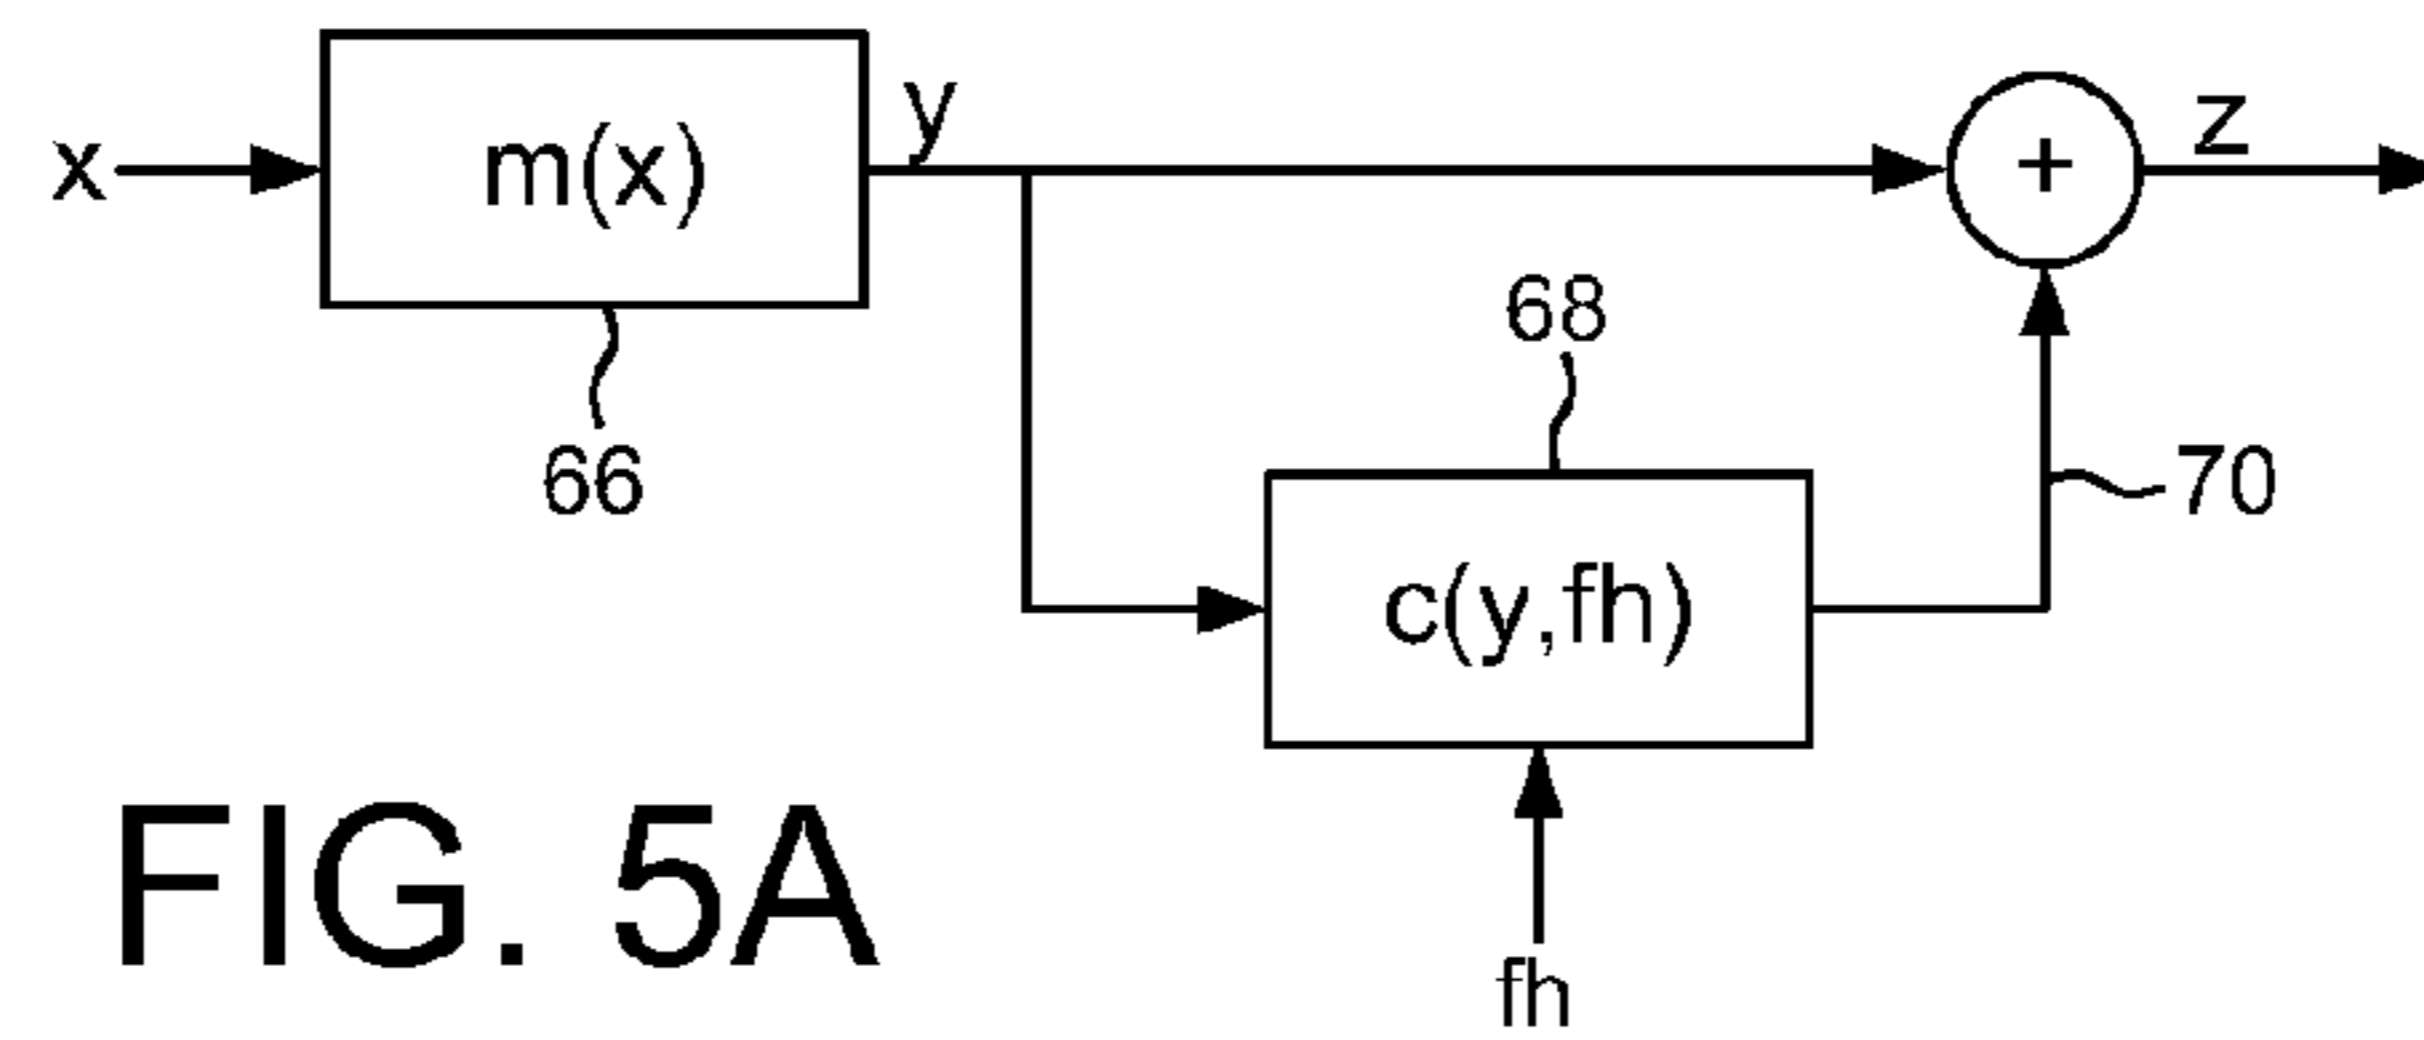 x
m(x)
y
+
z
66
68
70
c(y,fh)
fh
FIG. 5A